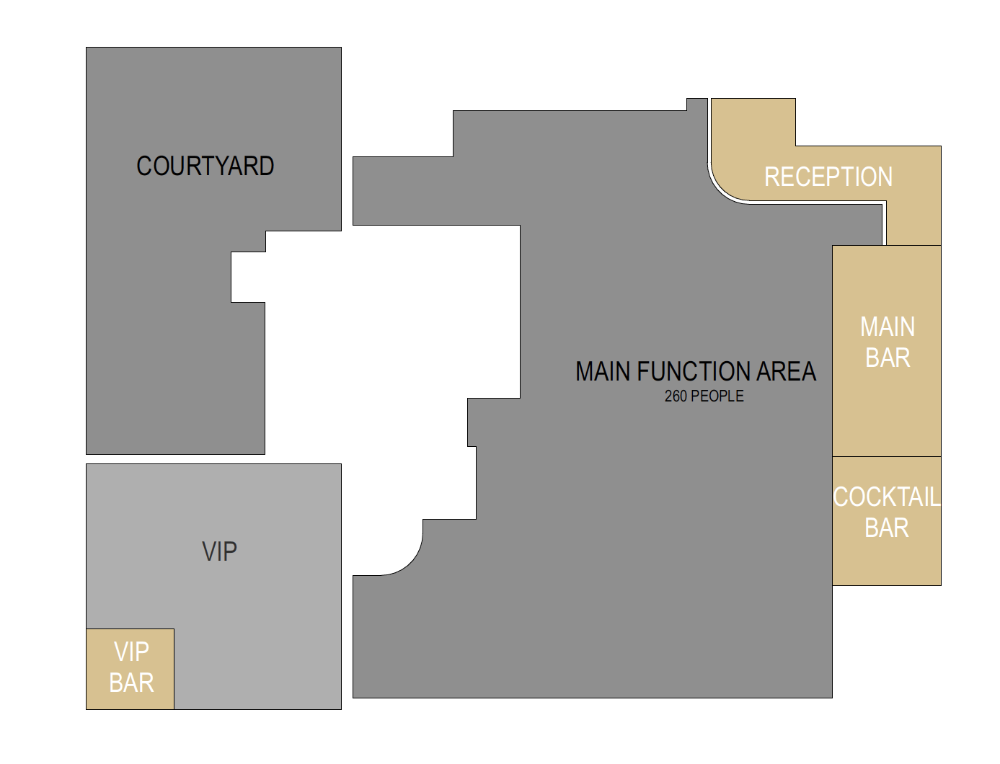 COURTYARD
RECEPTION
MAIN
BAR
MAIN FUNCTION AREA
260 PEOPLE
COCKTAIL
BAR
VIP
VIP
BAR